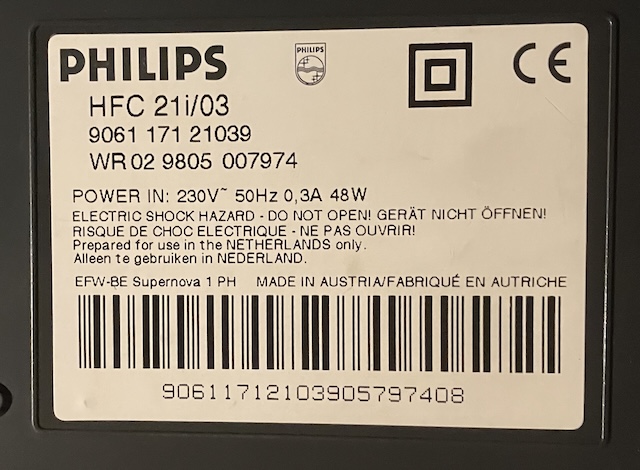 PHILIPS
PHILIPS
HFC 21i/03
9061 171 21039
WR 02 9805 007974
CE
POWER IN: 230V~ 50Hz 0,3A 48W
ELECTRIC SHOCK HAZARD - DO NOT OPEN! GERÄT NICHT ÖFFNEN!
RISQUE DE CHOC ELECTRIQUE - NE PAS OUVRIR!
Prepared for use in the NETHERLANDS only.
Alleen te gebruiken in NEDERLAND.
EFW-BE Supernova 1 PH MADE IN AUSTRIA/FABRIQUÉ EN AUTRICHE
90611712103905797408